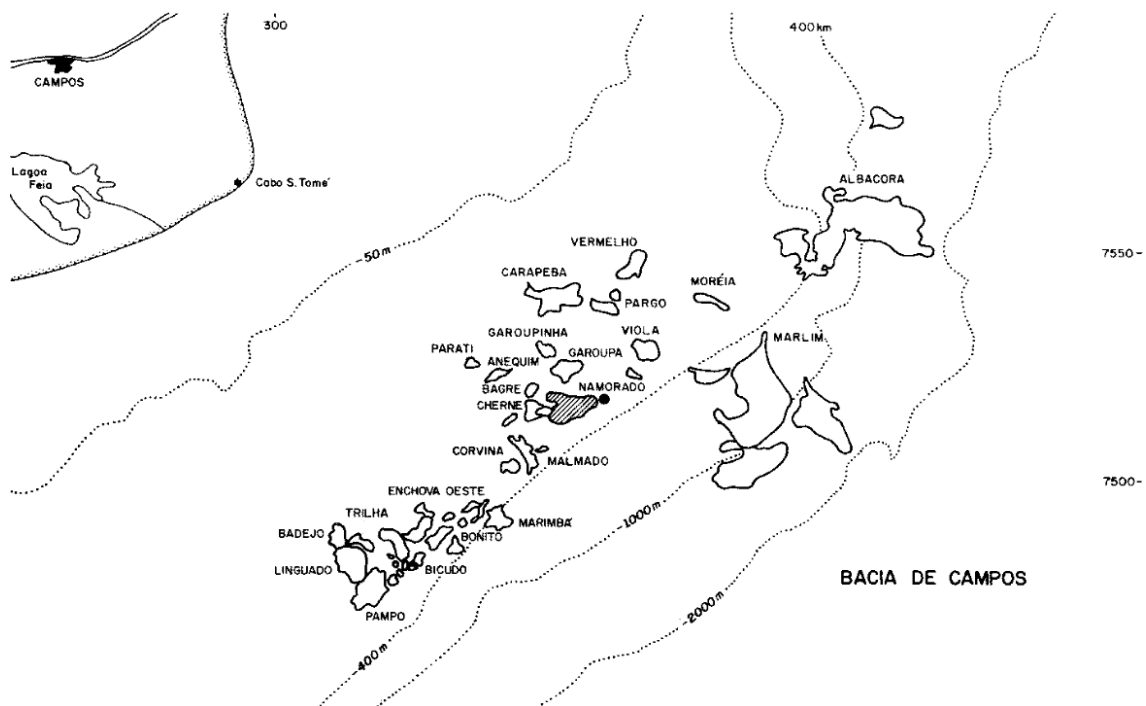 300
400 km
CAMPOS
Lagoa
Feia
Cabo S. Tomé
ALBACORA
VERMELHO
-50 m
7550-
CARAPEBA
MORÉIA
PARGO
GAROUPINHA
VIOLA
MARLIM
PARATI
ANEQUIM
GAROUPA
BAGRE
NAMORADO
CHERNE
CORVINA
MALMADO
7500-
ENCHOVA OESTE
TRILHA
MARIMBÁ
-1000m
BADEJO
BONITO
LINGUADO
BICUDO
BACIA DE CAMPOS
-2000m
PAMPO
-400m